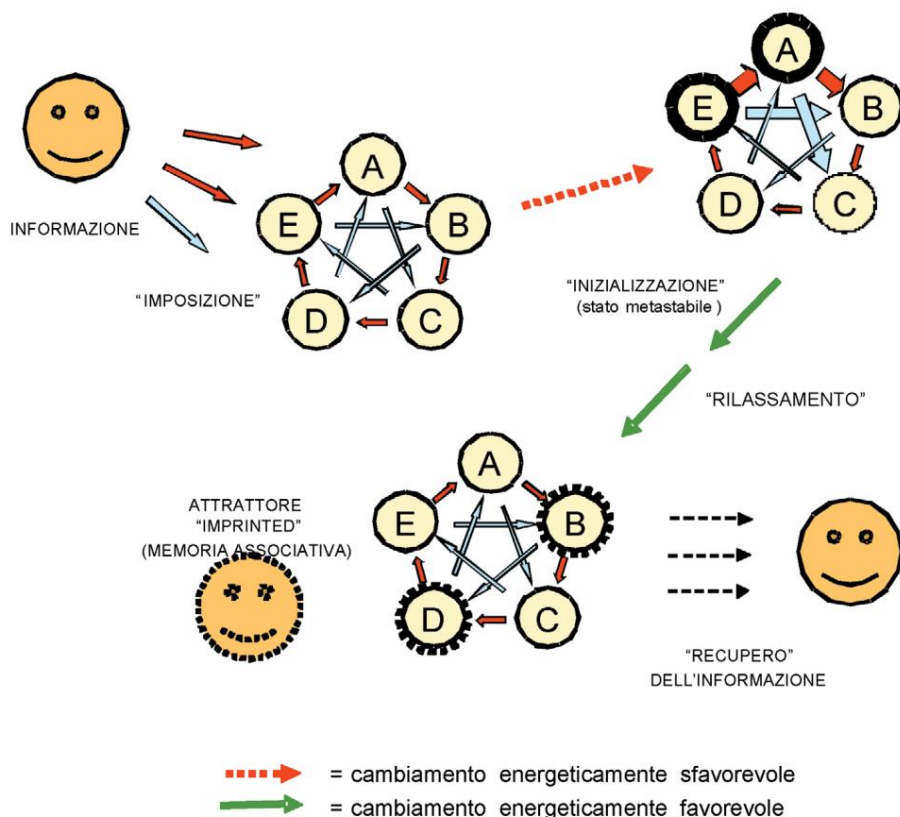 INFORMAZIONE
"IMPOSIZIONE"
A
B
C
D
E
A
B
C
D
E
"INIZIALIZZAZIONE"
(stato metastabile )
"RILASSAMENTO"
ATTRATTORE
"IMPRINTED"
(MEMORIA ASSOCIATIVA)
A
B
C
D
E
"RECUPERO"
DELL'INFORMAZIONE
= cambiamento energeticamente sfavorevole
= cambiamento energeticamente favorevole